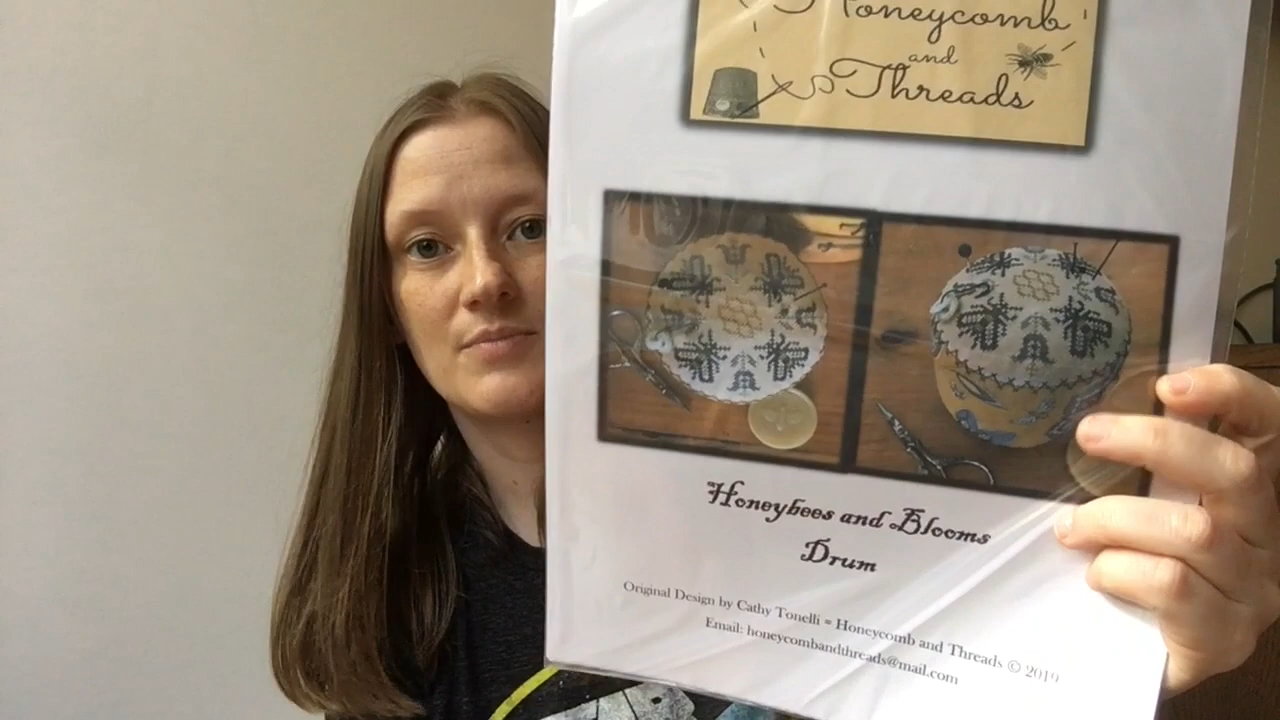 Honeycomb
and
Threads
Honeybees and Blooms
Drum
Original Design by Cathy Tonelli ~ Honeycomb and Threads © 2019
Email: honeycombandthreads@mail.com